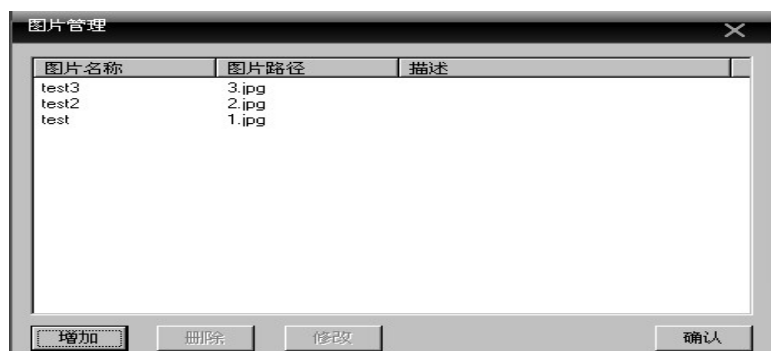 图片管理
图片名称 图片路径 描述
test3 3.jpg
test2 2.jpg
test 1.jpg
增加 删除 修改 确认